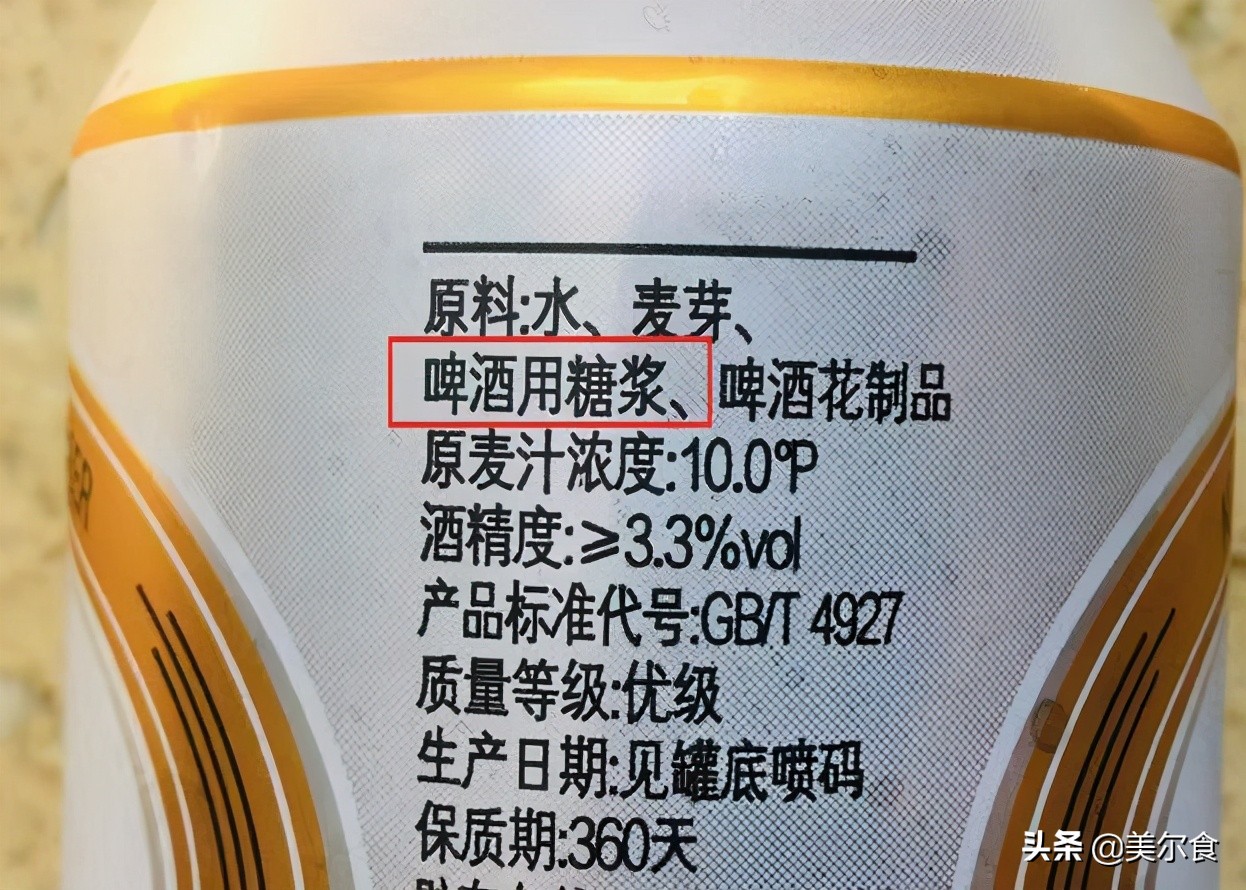 原料:水、麦芽、
啤酒用糖浆、啤酒花制品
原麦汁浓度:10.0°P
酒精度:≥3.3%vol
产品标准代号:GB/T 4927
质量等级:优级
生产日期:见罐底喷码
保质期:360天
头条 @美尔食